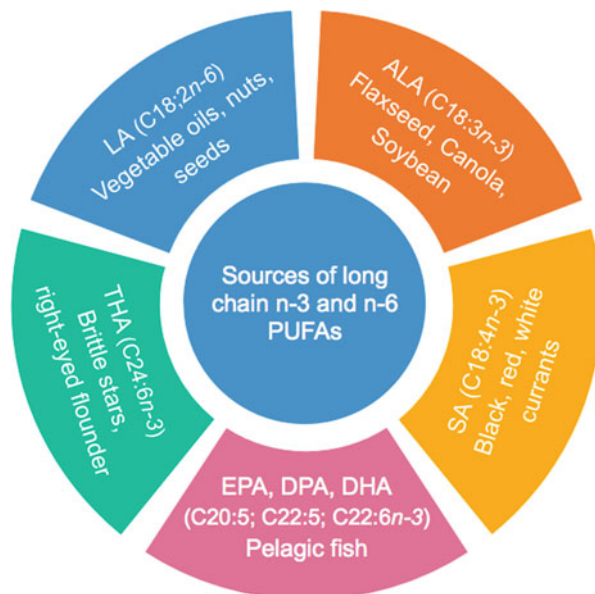 LA (C18;2n-6)
Vegetable oils, nuts,
seeds
ALA (C18:3n-3)
Flaxseed, Canola,
Soybean
SA (C18:4n-3)
Black, red, white
currants
EPA, DPA, DHA
(C20:5; C22:5; C22:6n-3)
Pelagic fish
THA (C24:6n-3)
Brittle stars,
right-eyed flounder
Sources of long
chain n-3 and n-6
PUFAs